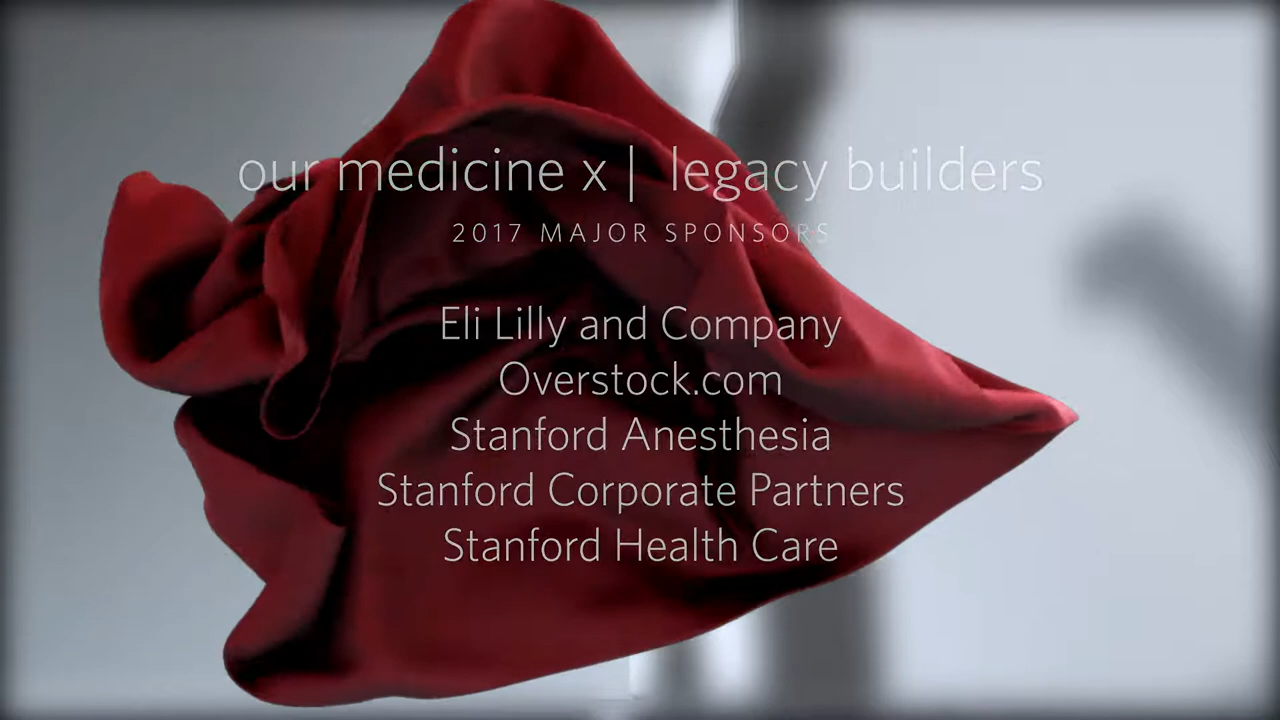 our medicine x | legacy builders
2017 MAJOR SPONSORS
Eli Lilly and Company
Overstock.com
Stanford Anesthesia
Stanford Corporate Partners
Stanford Health Care